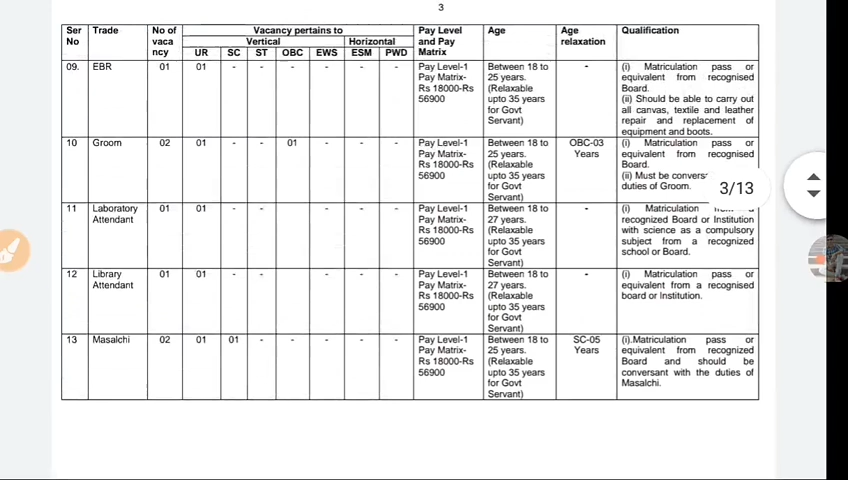 3
Ser No Trade No of vaca ncy Vacancy pertains to Pay Level and Pay Matrix Age Age relaxation Qualification
Vertical Horizontal
UR SC ST OBC EWS ESM PWD
09. EBR 01 01 - - - - - - Pay Level-1 Pay Matrix- Rs 18000-Rs 56900 Between 18 to 25 years. (Relaxable upto 35 years for Govt Servant) - (i) Matriculation pass or equivalent from recognised Board. (ii) Should be able to carry out all canvas, textile and leather repair and replacement of equipment and boots.
10 Groom 02 01 - - 01 - - - Pay Level-1 Pay Matrix- Rs 18000-Rs 56900 Between 18 to 25 years. (Relaxable upto 35 years for Govt Servant) OBC-03 Years (i) Matriculation pass or equivalent from recognised Board. (ii) Must be duties of Groom.
3/13
11 Laboratory Attendant 01 01 - - - - - - Pay Level-1 Pay Matrix- Rs 18000-Rs 56900 Between 18 to 27 years. (Relaxable upto 35 years for Govt Servant) - (i) Matriculation recognized Board or Institution with science as a compulsory subject from a recognized school or Board.
12 Library Attendant 01 01 - - - - - - Pay Level-1 Pay Matrix- Rs 18000-Rs 56900 Between 18 to 27 years. (Relaxable upto 35 years for Govt Servant) - (i) Matriculation pass or equivalent from a recognised board or Institution.
13 Masalchi 02 01 01 - - - - - Pay Level-1 Pay Matrix- Rs 18000-Rs 56900 Between 18 to 25 years. (Relaxable upto 35 years for Govt Servant) SC-05 Years (i).Matriculation pass or equivalent from recognized Board and should be conversant with the duties of Masalchi.